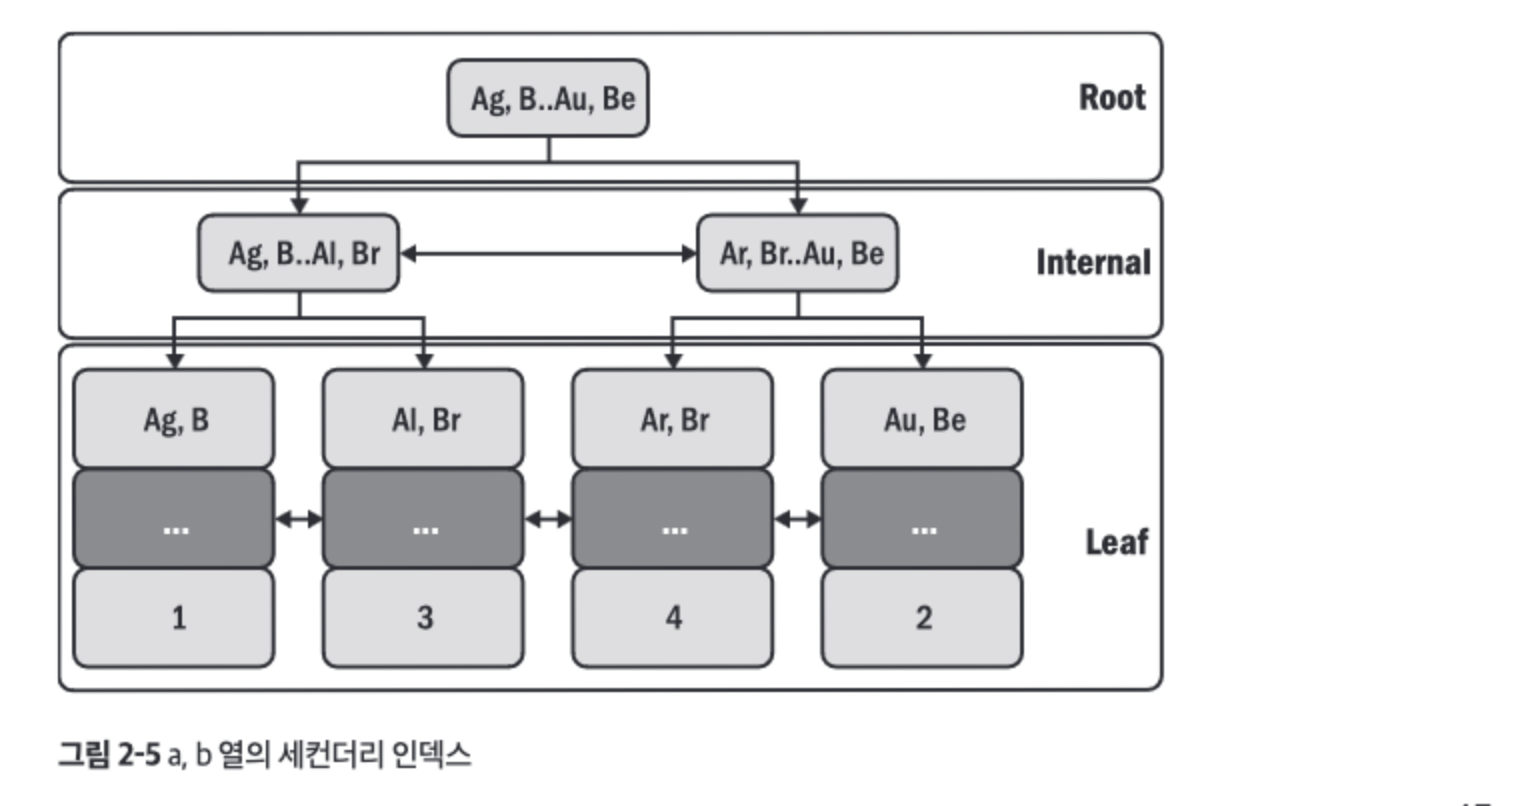 Ag, B..Au, Be
Root
Ag, B..Al, Br
Ar, Br..Au, Be
Internal
Ag, B
Al, Br
Ar, Br
Au, Be
...
...
...
...
Leaf
1
3
4
2
그림 2-5 a, b 열의 세컨더리 인덱스